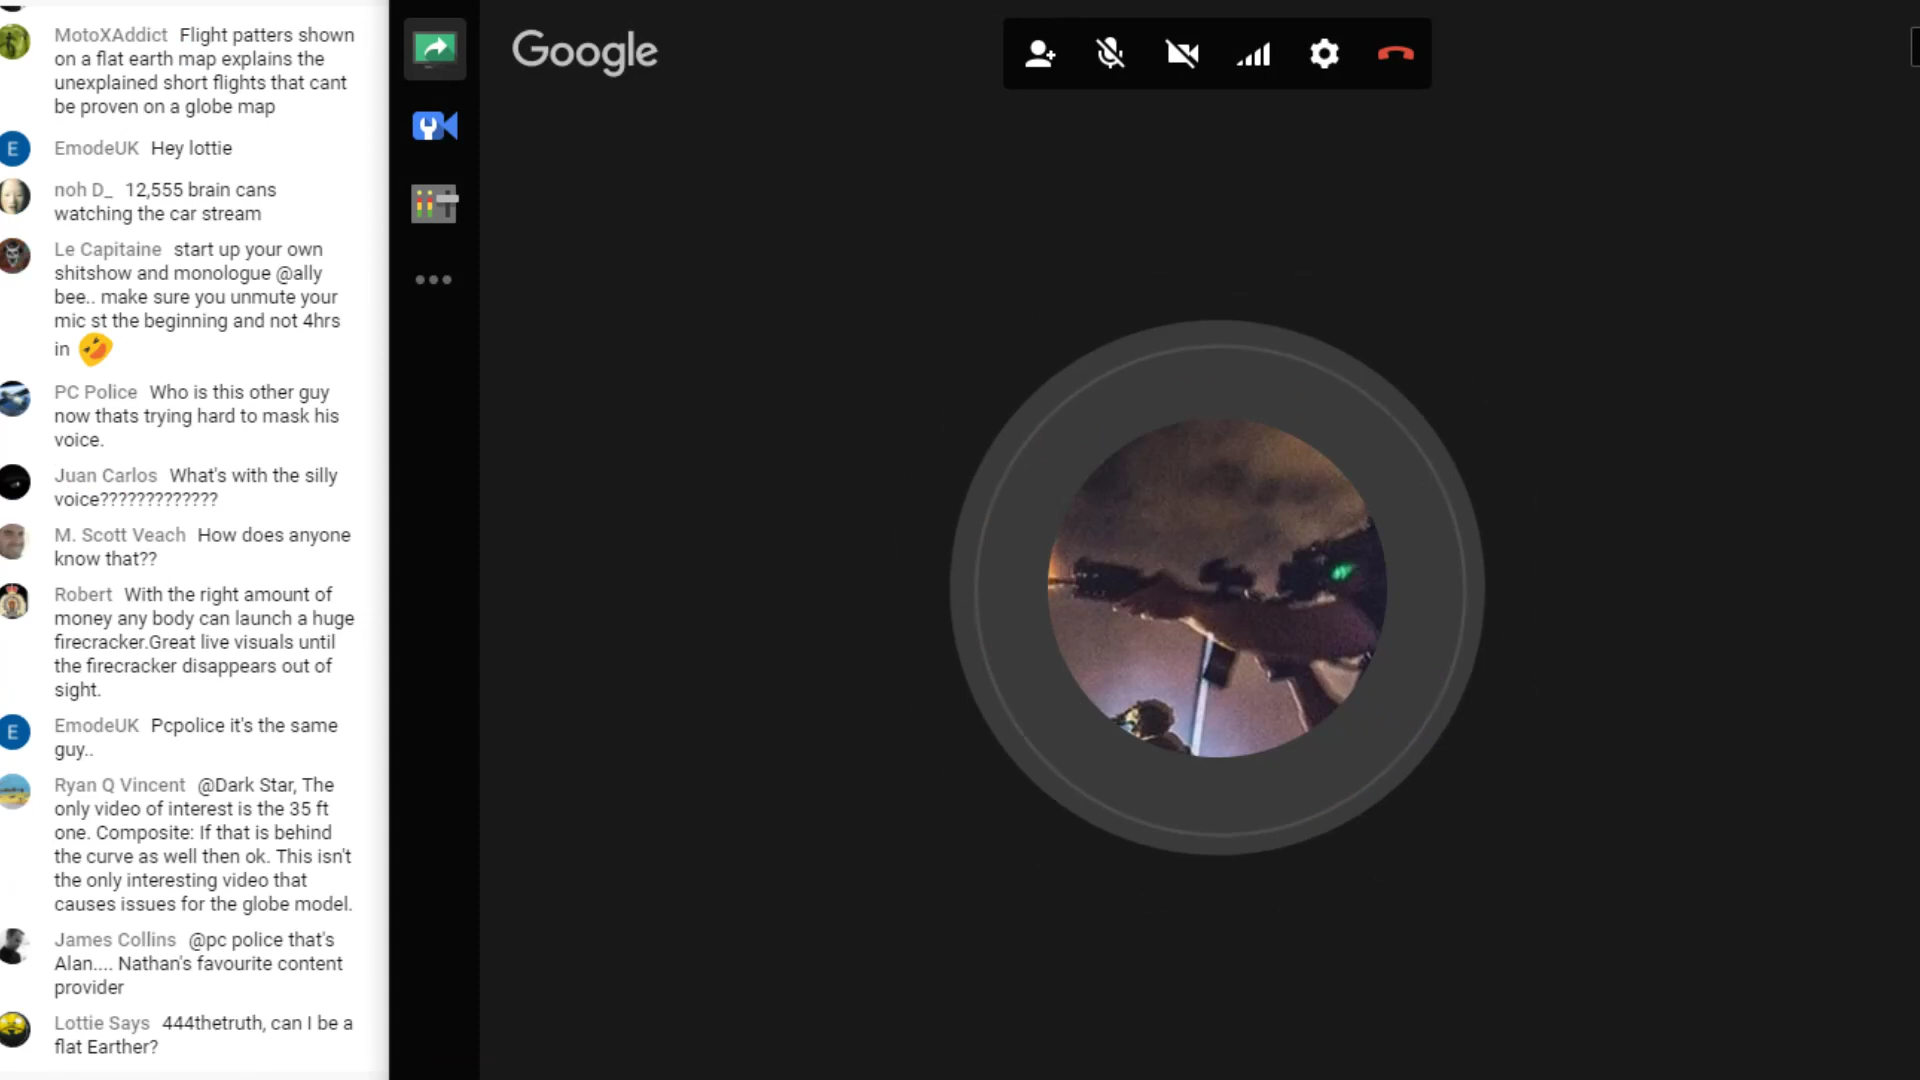 MotoXAddict Flight patters shown
on a flat earth map explains the
unexplained short flights that cant
be proven on a globe map
E EmodeUK Hey lottie
noh D_ 12,555 brain cans
watching the car stream
Le Capitaine start up your own
shitshow and monologue @ally
bee.. make sure you unmute your
mic st the beginning and not 4hrs
in
PC Police Who is this other guy
now thats trying hard to mask his
voice.
Juan Carlos What's with the silly
voice?????????????
M. Scott Veach How does anyone
know that??
Robert With the right amount of
money any body can launch a huge
firecracker.Great live visuals until
the firecracker disappears out of
sight.
E EmodeUK Pcpolice it's the same
guy..
Ryan Q Vincent @Dark Star, The
only video of interest is the 35 ft
one. Composite: If that is behind
the curve as well then ok. This isn't
the only interesting video that
causes issues for the globe model.
James Collins @pc police that's
Alan.... Nathan's favourite content
provider
Lottie Says 444thetruth, can I be a
flat Earther?
Google